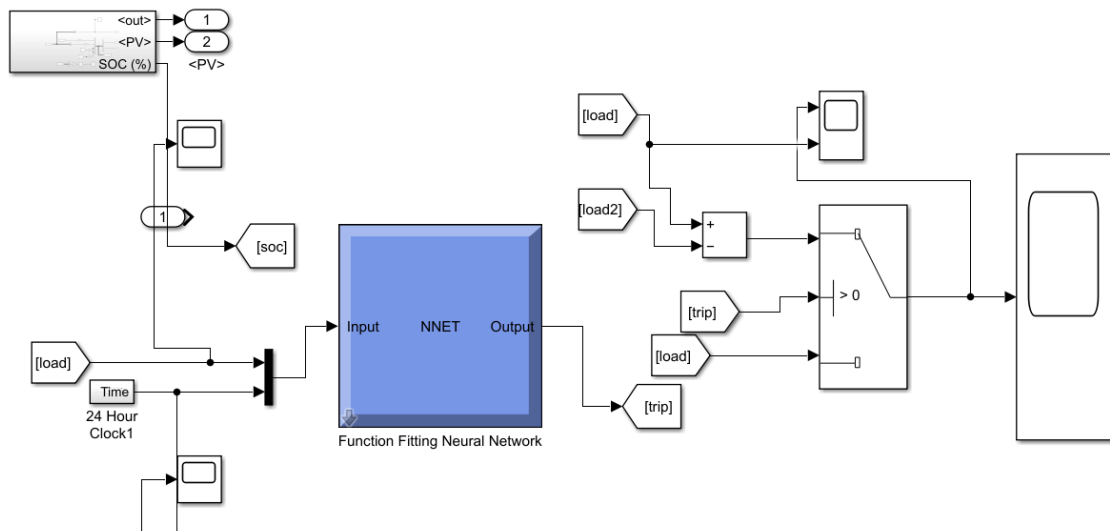 <out>
1
<PV>
2
SOC (%)
<PV>
[load]
1
[load2]
+
−
[soc]
> 0
[trip]
Input
NNET
Output
[load]
[load]
Time
[trip]
24 Hour
Clock1
Function Fitting Neural Network